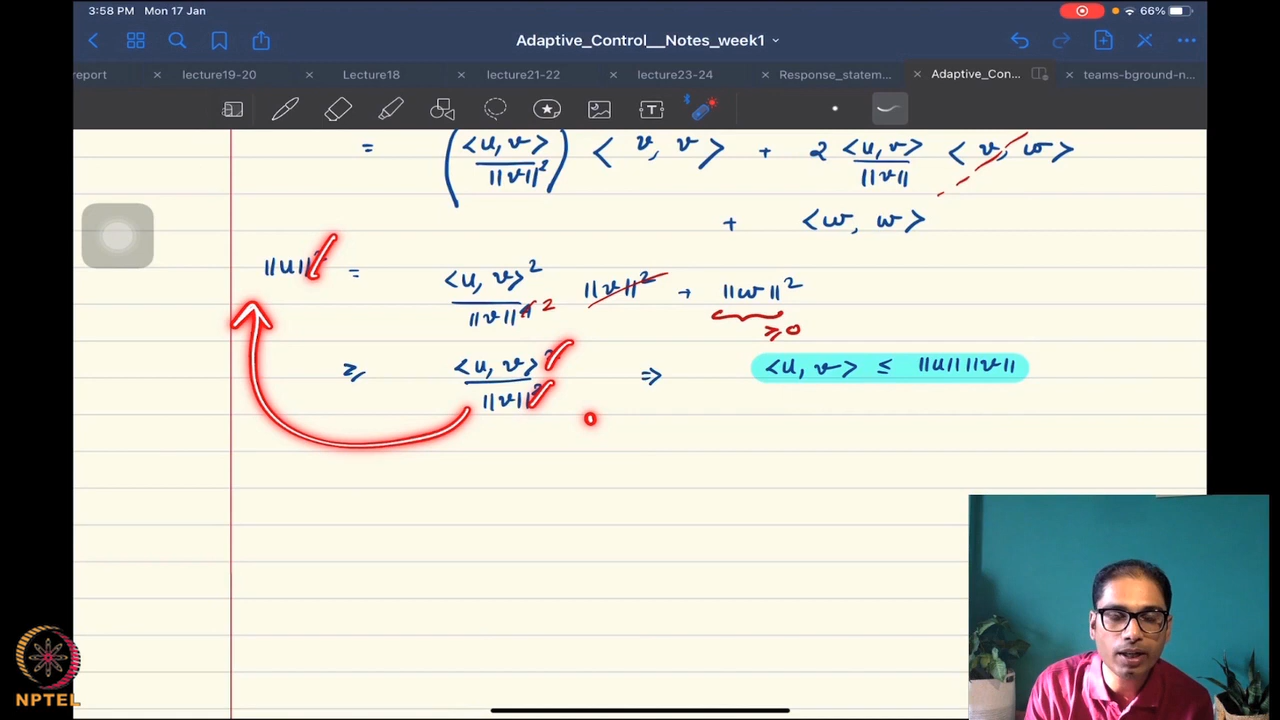 3:58 PM Mon 17 Jan
66%
Adaptive_Control__Notes_week1
report
lecture19-20
Lecture18
lecture21-22
lecture23-24
Response_statem...
Adaptive_Con...
teams-bground-n...
= (<u, v> / ||v||²) < v, v > + 2 <u, v> / ||v|| < v, w >
+ <w, w>
||u||² = <u, v>² / ||v||⁴ 2 ||v||² + ||w||²
≥ 0
≥ <u, v>² / ||v||² ⇒ <u, v> ≤ ||u|| ||v||
NPTEL